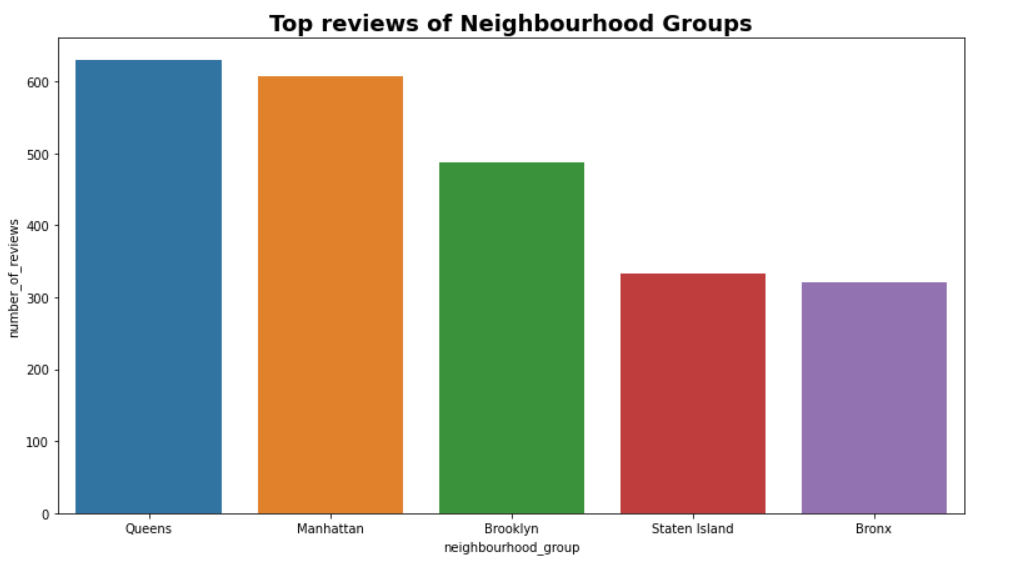 Top reviews of Neighbourhood Groups
number_of_reviews
600
500
400
300
200
100
0
Queens Manhattan Brooklyn Staten Island Bronx
neighbourhood_group